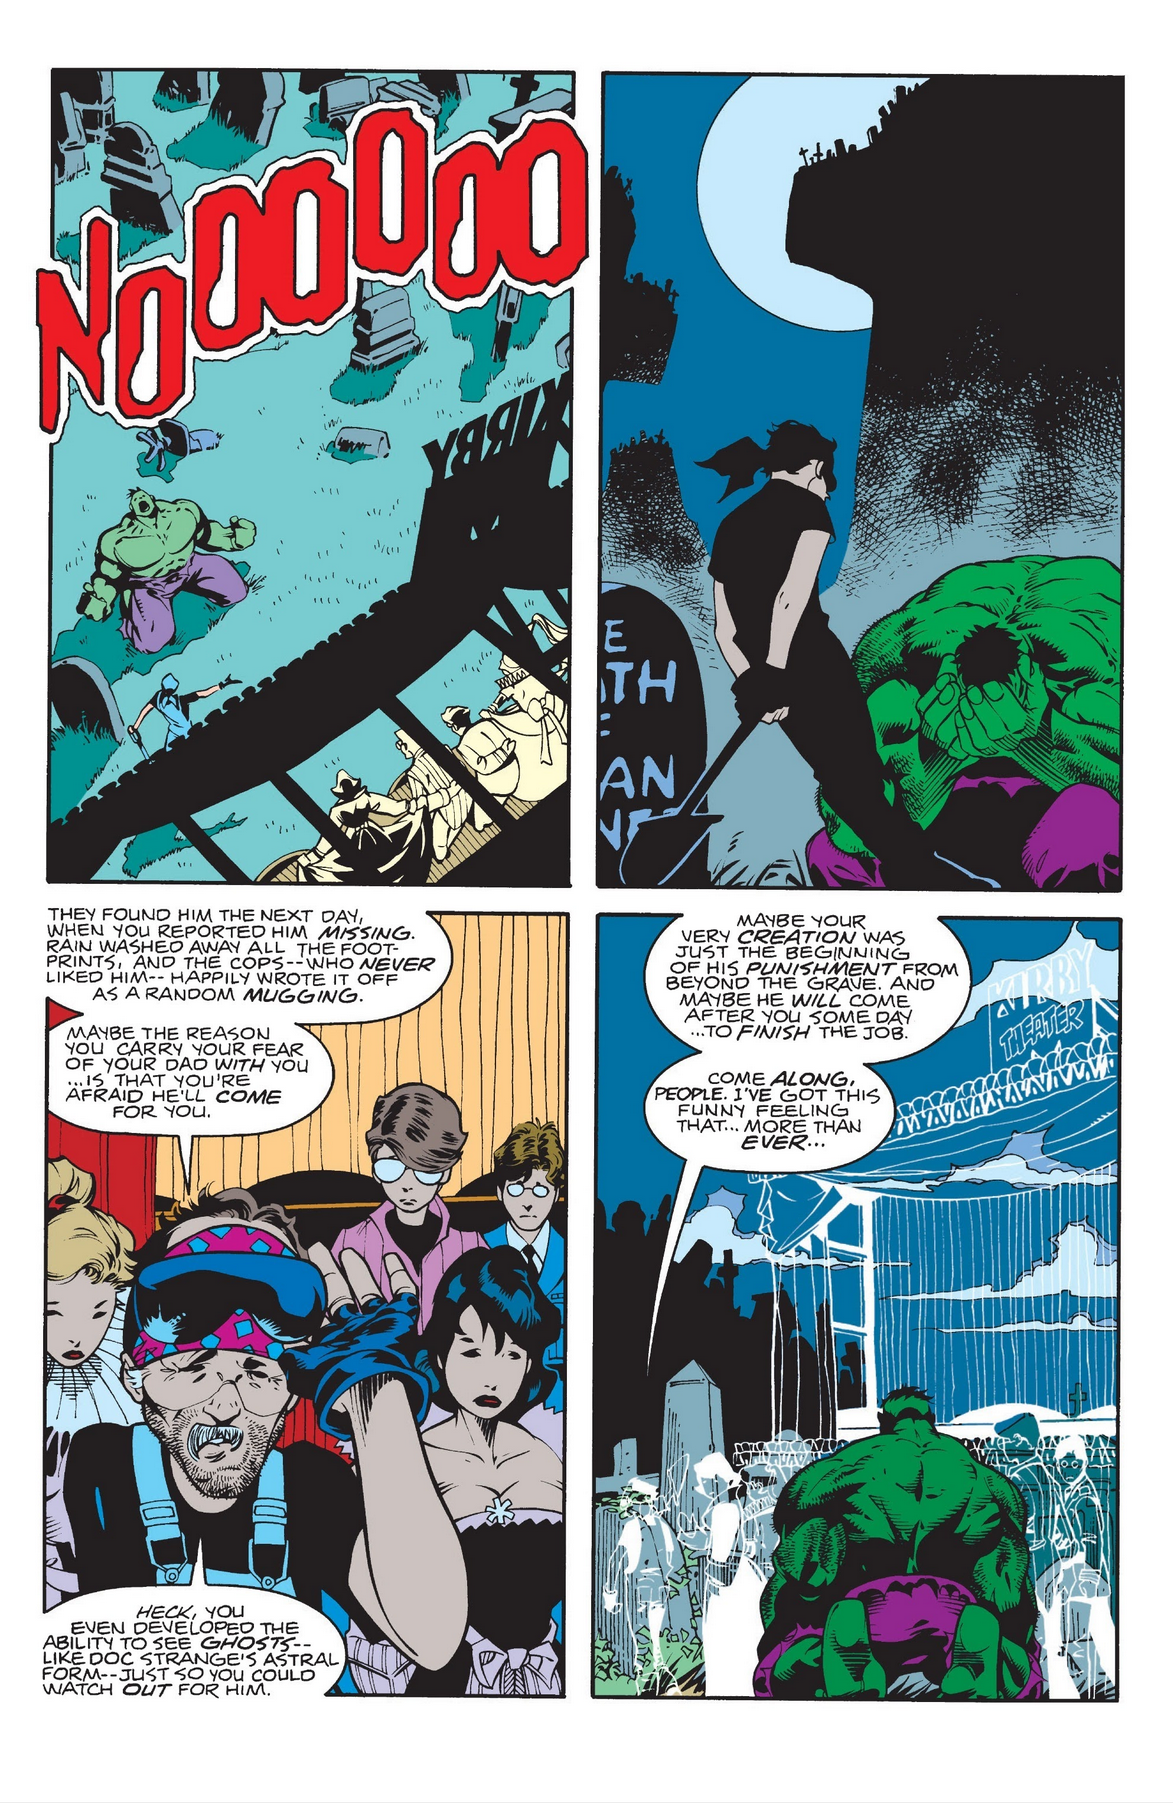 NOOOOOO
KIRBY
E
ATH
E
AN
THEY FOUND HIM THE NEXT DAY,
WHEN YOU REPORTED HIM MISSING.
RAIN WASHED AWAY ALL THE FOOT-
PRINTS, AND THE COPS--WHO NEVER
LIKED HIM-- HAPPILY WROTE IT OFF
AS A RANDOM MUGGING.
MAYBE THE REASON
YOU CARRY YOUR FEAR
OF YOUR DAD WITH YOU
...IS THAT YOU'RE
AFRAID HE'LL COME
FOR YOU.
HECK, YOU
EVEN DEVELOPED THE
ABILITY TO SEE GHOSTS--
LIKE DOC STRANGE'S ASTRAL
FORM--JUST SO YOU COULD
WATCH OUT FOR HIM.
MAYBE YOUR
VERY CREATION WAS
JUST THE BEGINNING
OF HIS PUNISHMENT FROM
BEYOND THE GRAVE. AND
MAYBE HE WILL COME
AFTER YOU SOME DAY
...TO FINISH THE JOB.
COME ALONG,
PEOPLE. I'VE GOT THIS
FUNNY FEELING
THAT... MORE THAN
EVER...
KIRBY
THEATER